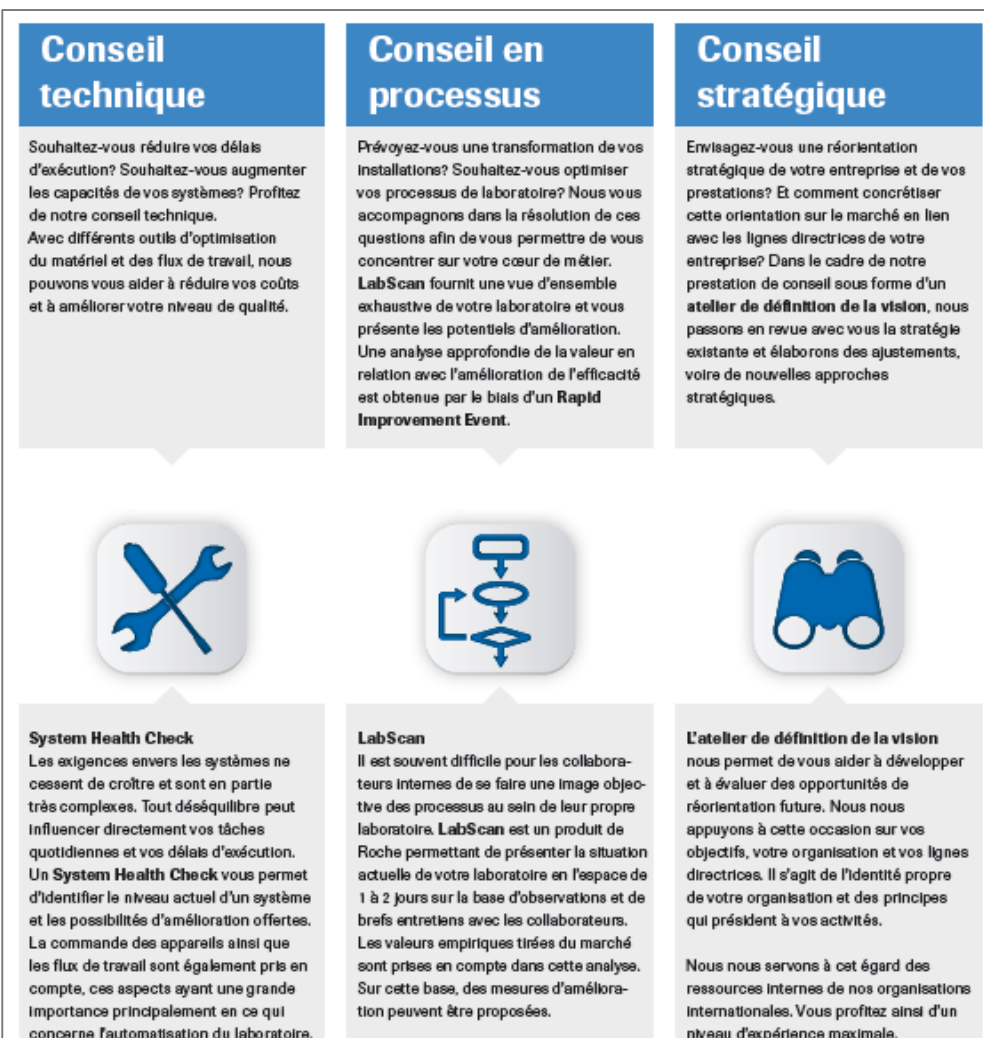 Conseil
technique
Souhaitez-vous réduire vos délais
d'exécution? Souhaitez-vous augmenter
les capacités de vos systèmes? Profitez
de notre conseil technique.
Avec différents outils d'optimisation
du matériel et des flux de travail, nous
pouvons vous aider à réduire vos coûts
et à améliorer votre niveau de qualité.
System Health Check
Les exigences envers les systèmes ne
cessent de croître et sont en partie
très complexes. Tout déséquilibre peut
influencer directement vos tâches
quotidiennes et vos délais d'exécution.
Un System Health Check vous permet
d'identifier le niveau actuel d'un système
et les possibilités d'amélioration offertes.
La commande des appareils ainsi que
les flux de travail sont également pris en
compte, ces aspects ayant une grande
importance principalement en ce qui
concerne l'automatisation du laboratoire.
Conseil en
processus
Prévoyez-vous une transformation de vos
installations? Souhaitez-vous optimiser
vos processus de laboratoire? Nous vous
accompagnons dans la résolution de ces
questions afin de vous permettre de vous
concentrer sur votre cœur de métier.
LabScan fournit une vue d'ensemble
exhaustive de votre laboratoire et vous
présente les potentiels d'amélioration.
Une analyse approfondie de la valeur en
relation avec l'amélioration de l'efficacité
est obtenue par le biais d'un Rapid
Improvement Event.
LabScan
Il est souvent difficile pour les collabora-
teurs internes de se faire une image objec-
tive des processus au sein de leur propre
laboratoire. LabScan est un produit de
Roche permettant de présenter la situation
actuelle de votre laboratoire en l'espace de
1 à 2 jours sur la base d'observations et de
brefs entretiens avec les collaborateurs.
Les valeurs empiriques tirées du marché
sont prises en compte dans cette analyse.
Sur cette base, des mesures d'améliora-
tion peuvent être proposées.
Conseil
stratégique
Envisagez-vous une réorientation
stratégique de votre entreprise et de vos
prestations? Et comment concrétiser
cette orientation sur le marché en lien
avec les lignes directrices de votre
entreprise? Dans le cadre de notre
prestation de conseil sous forme d'un
atelier de définition de la vision, nous
passons en revue avec vous la stratégie
existante et élaborons des ajustements,
voire de nouvelles approches
stratégiques.
L'atelier de définition de la vision
nous permet de vous aider à développer
et à évaluer des opportunités de
réorientation future. Nous nous
appuyons à cette occasion sur vos
objectifs, votre organisation et vos lignes
directrices. Il s'agit de l'identité propre
de votre organisation et des principes
qui président à vos activités.
Nous nous servons à cet égard des
ressources internes de nos organisations
internationales. Vous profitez ainsi d'un
niveau d'expérience maximale.